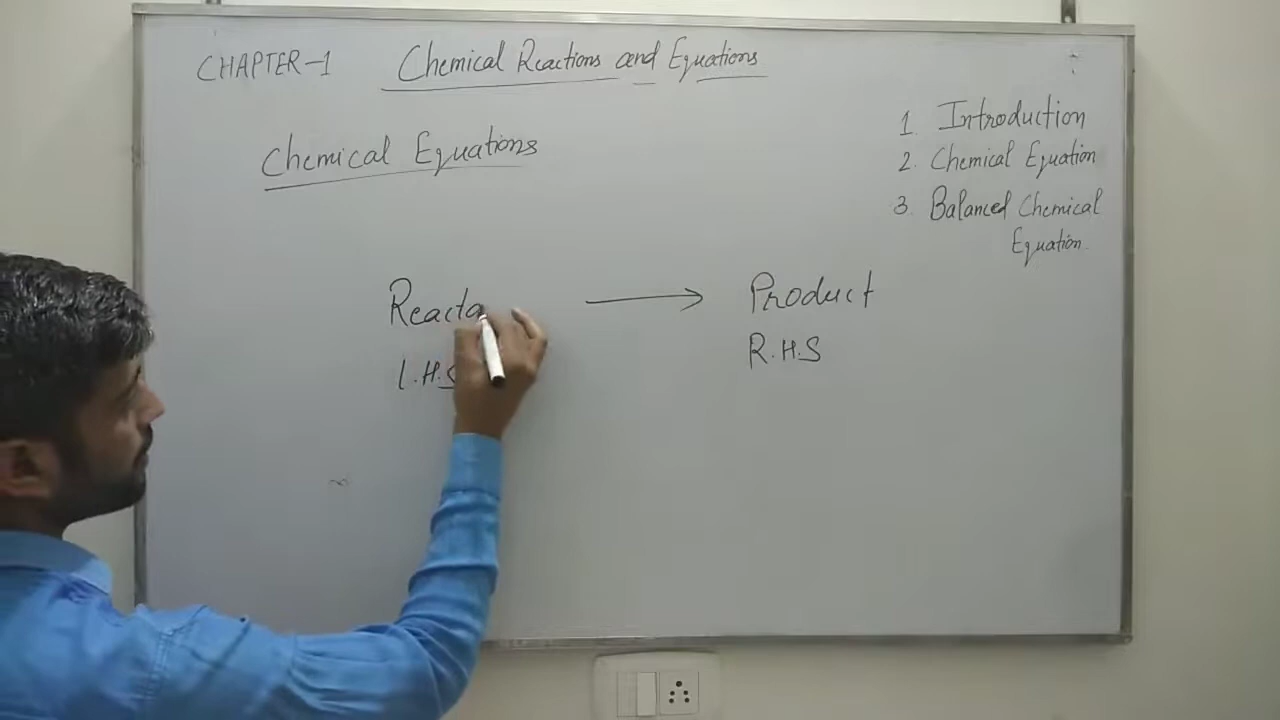 CHAPTER-1 Chemical Reactions and Equations
Chemical Equations
1. Introduction
2. Chemical Equation
3. Balanced Chemical
Equation.
Reacta → Product
L.H.S R.H.S